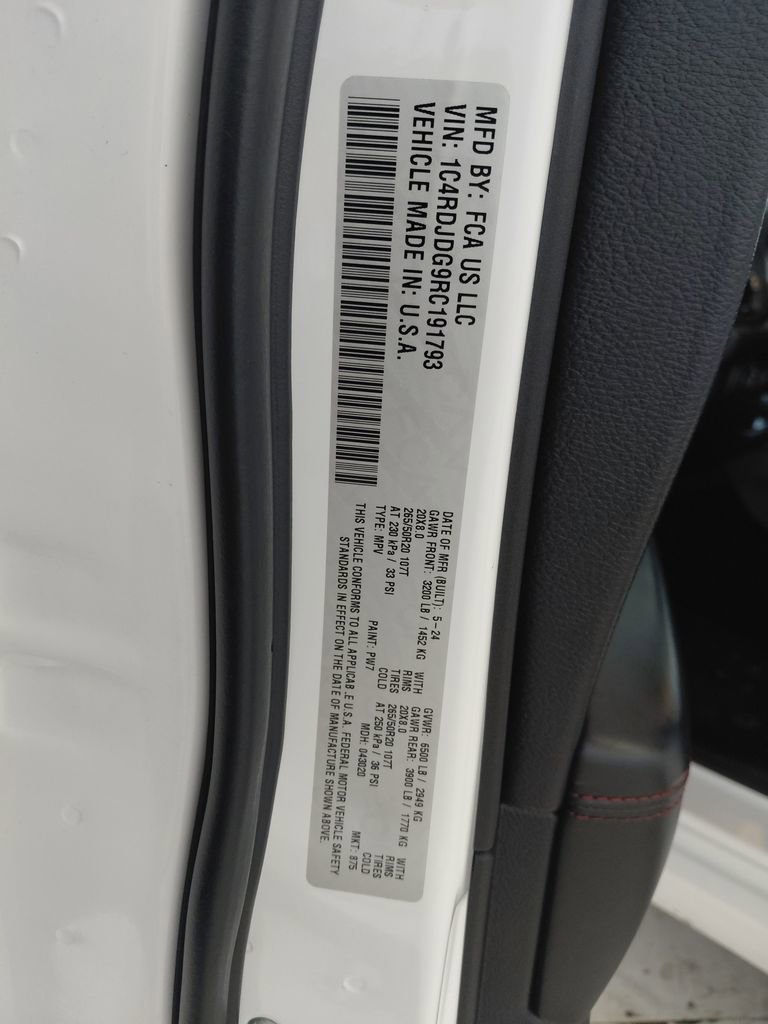 MFD BY: FCA US LLC
VIN: 1C4RDJDG9RC191793
VEHICLE MADE IN: U.S.A.
DATE OF MFR (BUILT): 5-24 GVWR: 6500 LB / 2949 KG
GAWR FRONT: 3200 LB / 1452 KG WITH GAWR REAR: 3900 LB / 1770 KG WITH
20X8.0 RIMS 20X8.0 RIMS
265/50R20 107T TIRES 265/50R20 107T TIRES
AT 230 kPa / 33 PSI COLD AT 250 kPa / 36 PSI COLD
TYPE: MPV PAINT: PW7 MDH: 043020 MKT: 875
THIS VEHICLE CONFORMS TO ALL APPLICAB_E U.S.A. FEDERAL MOTOR VEHICLE SAFETY
STANDARDS IN EFFECT ON THE DATE OF MANUFACTURE SHOWN ABOVE.